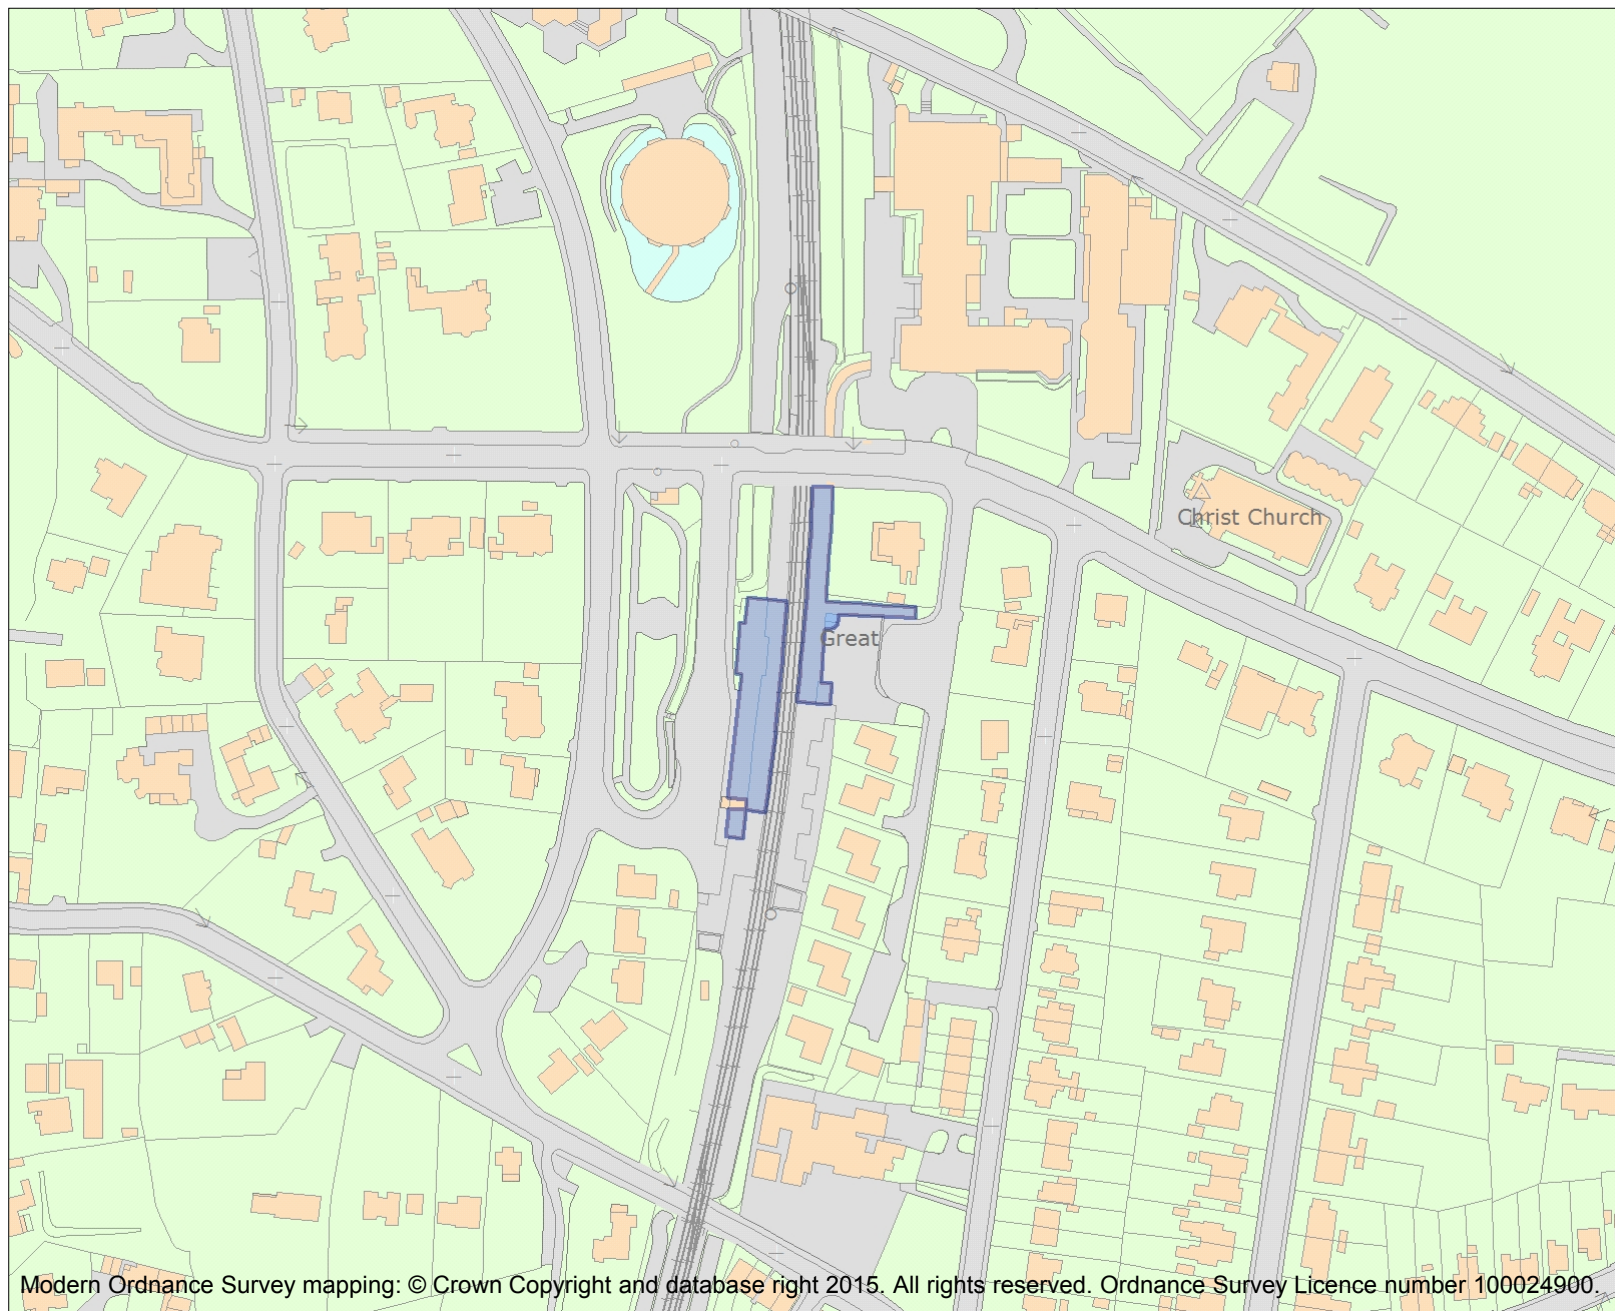 Christ Church
Great
Modern Ordnance Survey mapping: © Crown Copyright and database right 2015. All rights reserved. Ordnance Survey Licence number 100024900.